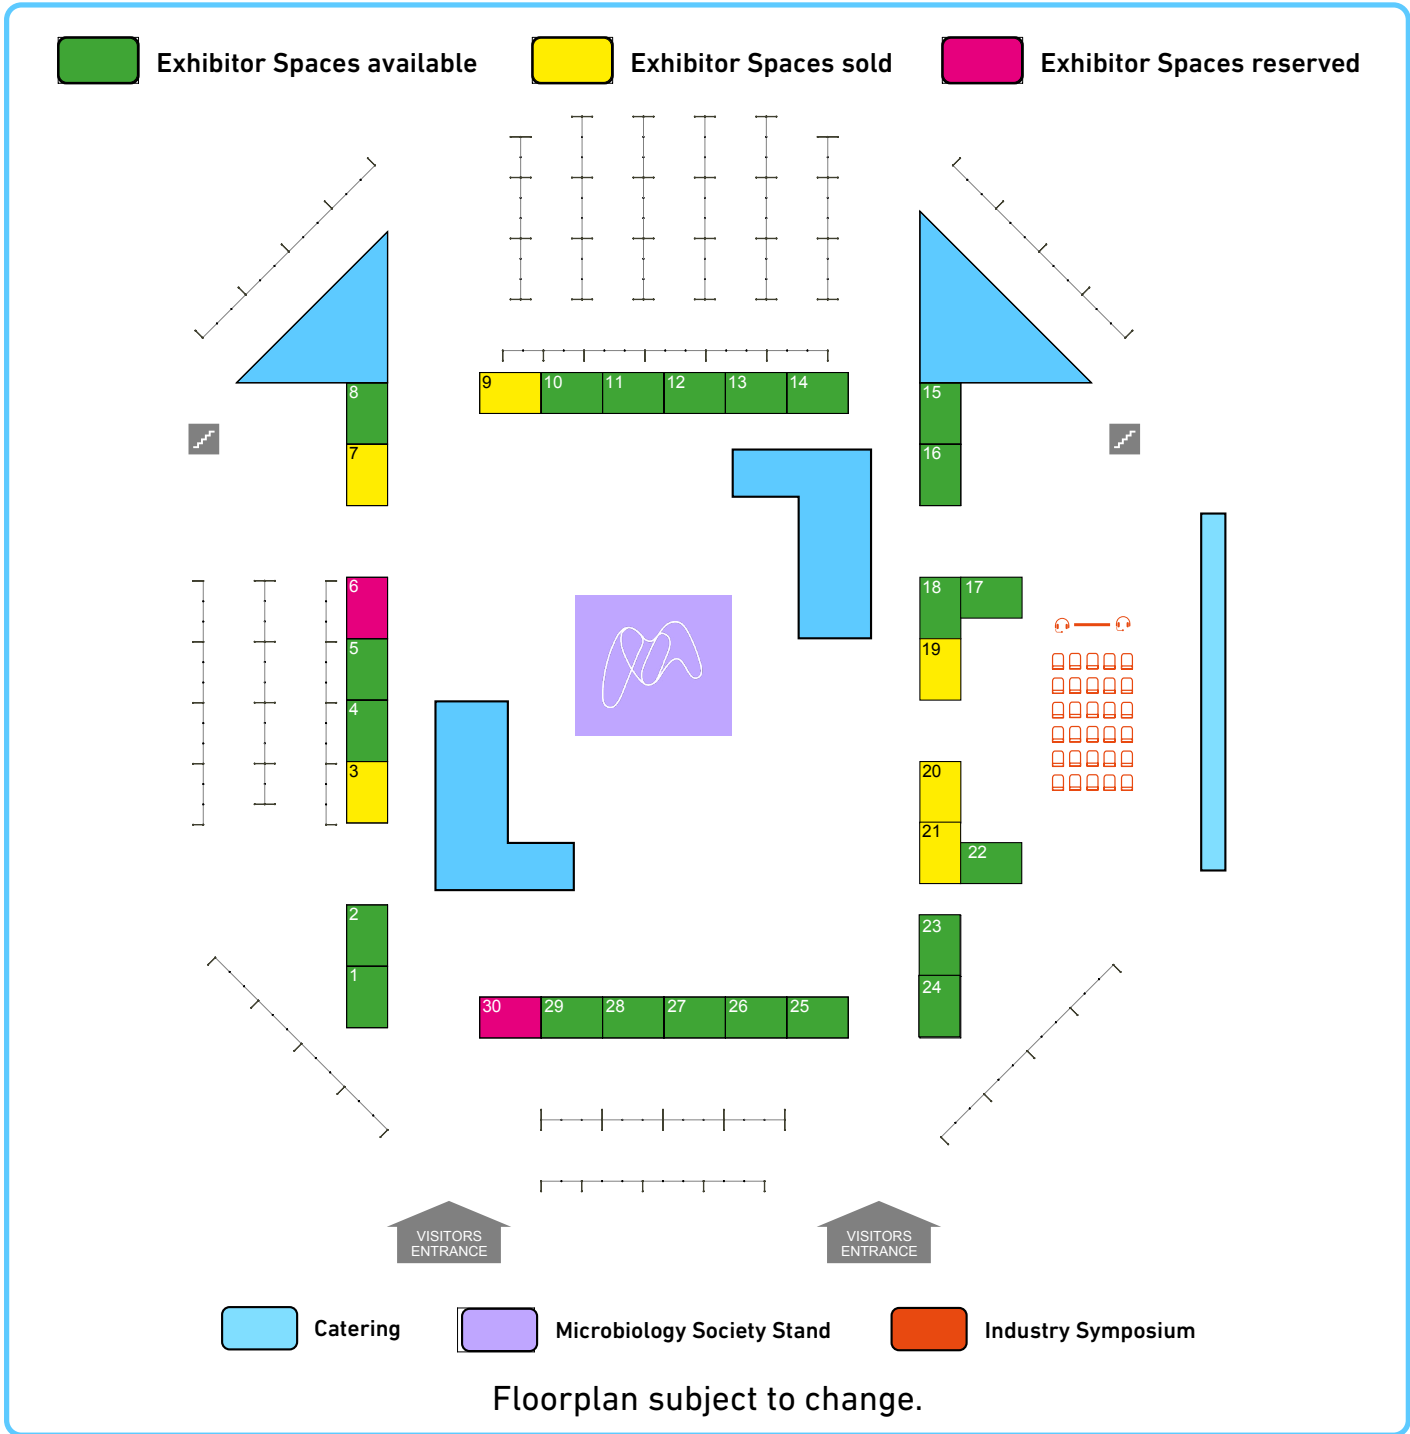 Exhibitor Spaces available
Exhibitor Spaces sold
Exhibitor Spaces reserved
8
7
9
10
11
12
13
14
15
16
6
5
4
3
18
17
19
20
21
22
2
1
23
24
30
29
28
27
26
25
VISITORS
ENTRANCE
VISITORS
ENTRANCE
Catering
Microbiology Society Stand
Industry Symposium
Floorplan subject to change.